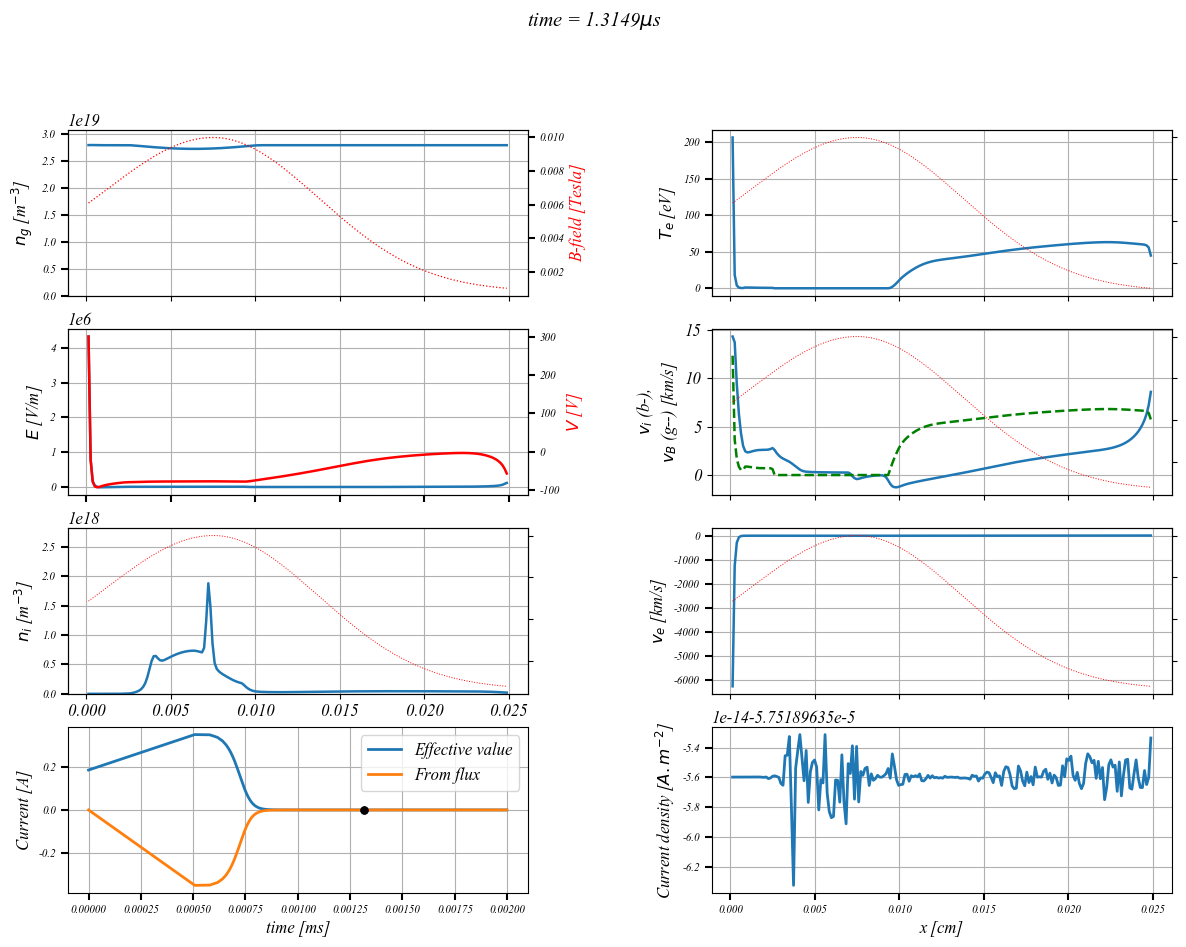 time = 1.3149μs
1e19
3.0
2.5
2.0
1.5
1.0
0.5
0.0
n_g [m^{-3}]
0.010
0.008
0.006
0.004
0.002
B-field [Tesla]
200
150
100
50
0
T_e [eV]
1e6
4
3
2
1
0
E [V/m]
300
200
100
0
-100
V [V]
15
10
5
0
v_i (b-),
v_B (g--) [km/s]
1e18
2.5
2.0
1.5
1.0
0.5
0.0
n_i [m^{-3}]
0.000 0.005 0.010 0.015 0.020 0.025
0
-1000
-2000
-3000
-4000
-5000
-6000
v_e [km/s]
Effective value
From flux
0.2
0.0
-0.2
Current [A]
0.00000 0.00025 0.00050 0.00075 0.00100 0.00125 0.00150 0.00175 0.00200
time [ms]
1e-14-5.75189635e-5
-5.4
-5.6
-5.8
-6.0
-6.2
Current density [A.m^{-2}]
0.000 0.005 0.010 0.015 0.020 0.025
x [cm]